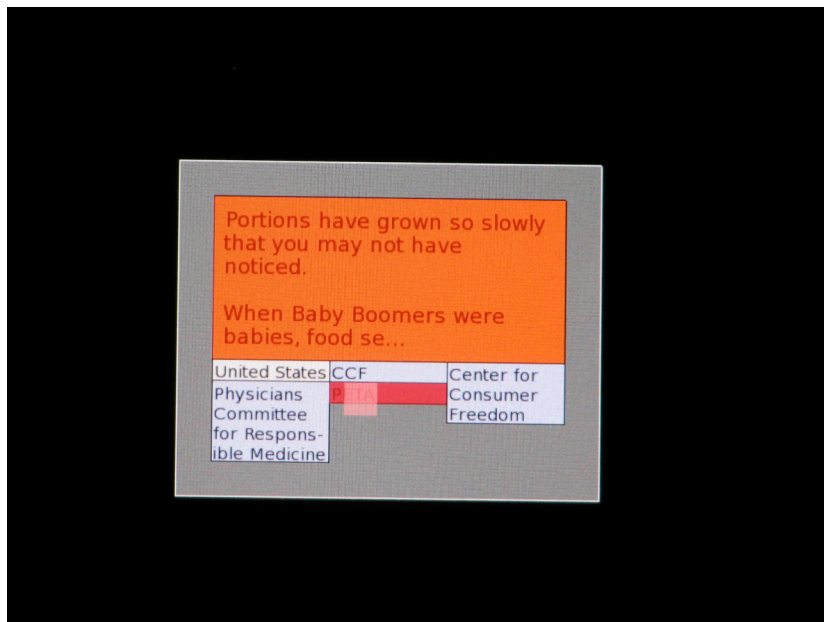 Portions have grown so slowly
that you may not have
noticed.
When Baby Boomers were
babies, food se...
United States
CCF
Center for
Consumer
Freedom
Physicians
Committee
for Respons-
ible Medicine
PETA